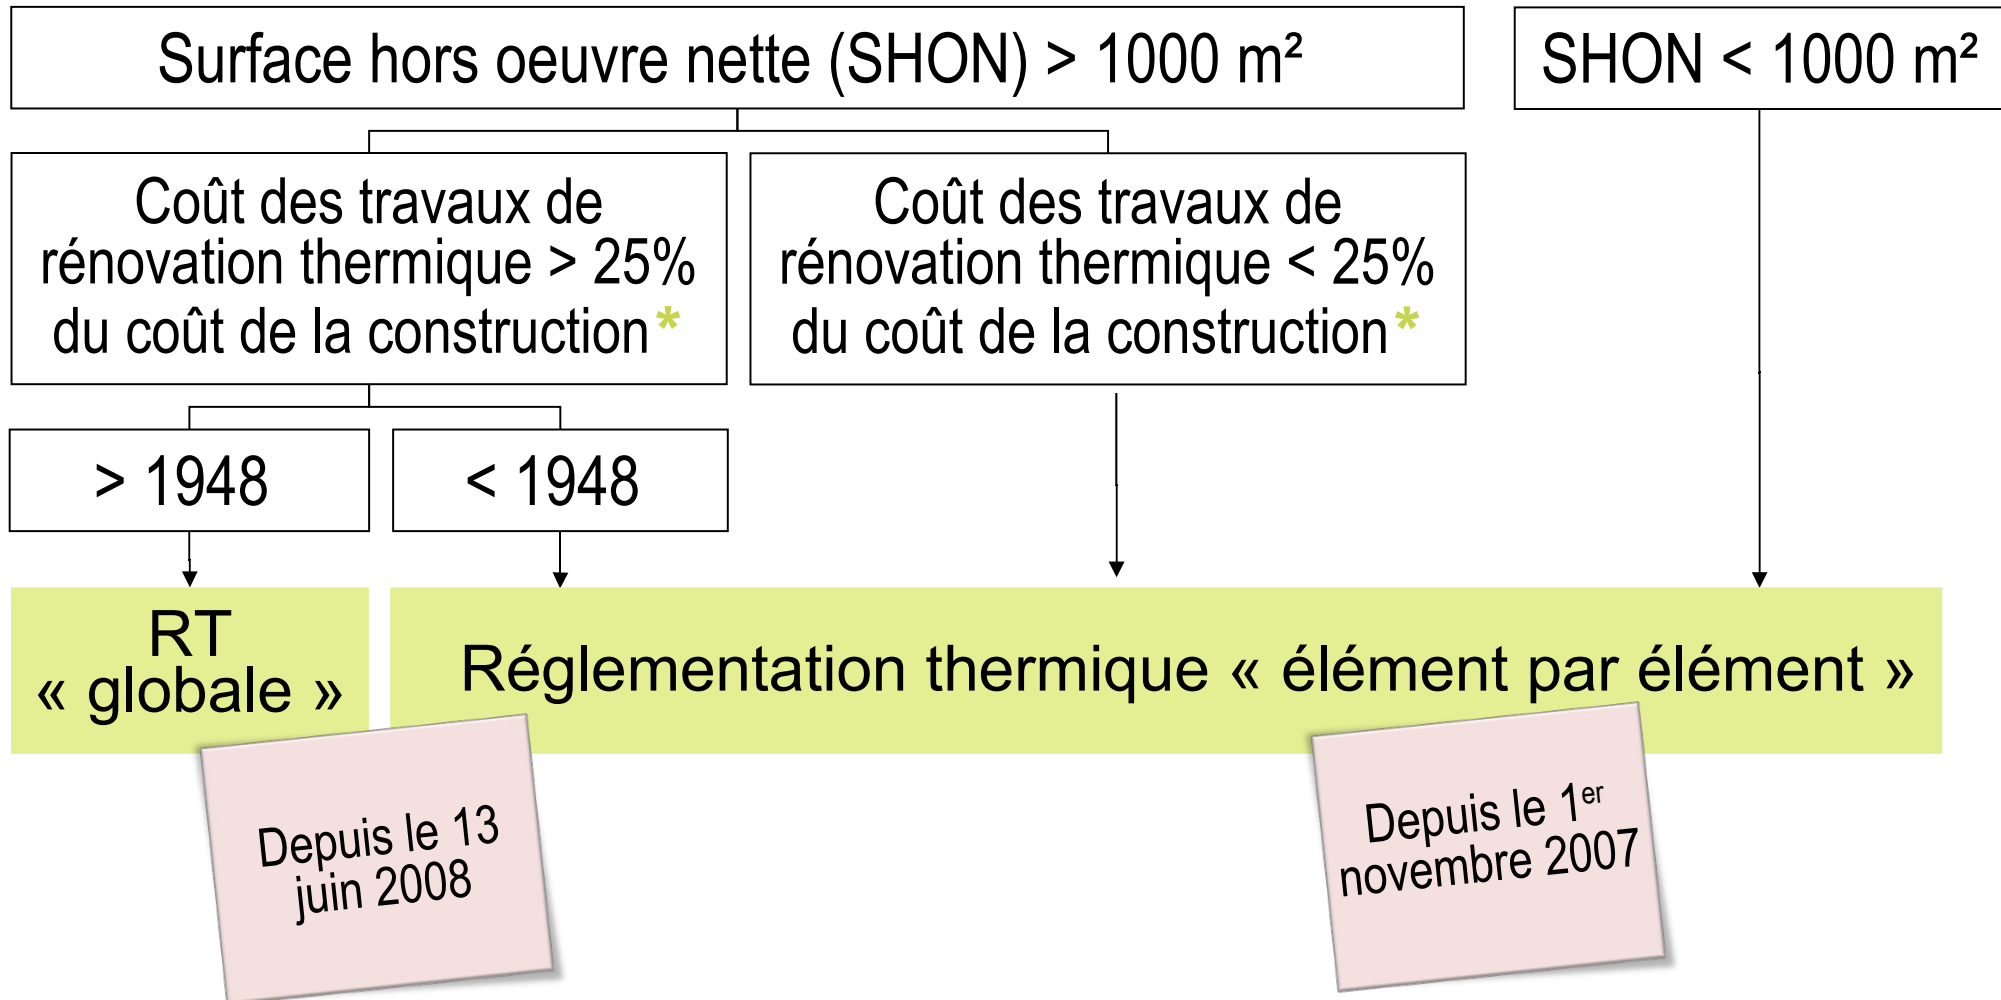 Surface hors oeuvre nette (SHON) > 1000 m²
SHON < 1000 m²
Coût des travaux de
rénovation thermique > 25%
du coût de la construction*
Coût des travaux de
rénovation thermique < 25%
du coût de la construction*
> 1948
< 1948
RT
« globale »
Réglementation thermique « élément par élément »
Depuis le 13
juin 2008
Depuis le 1er
novembre 2007